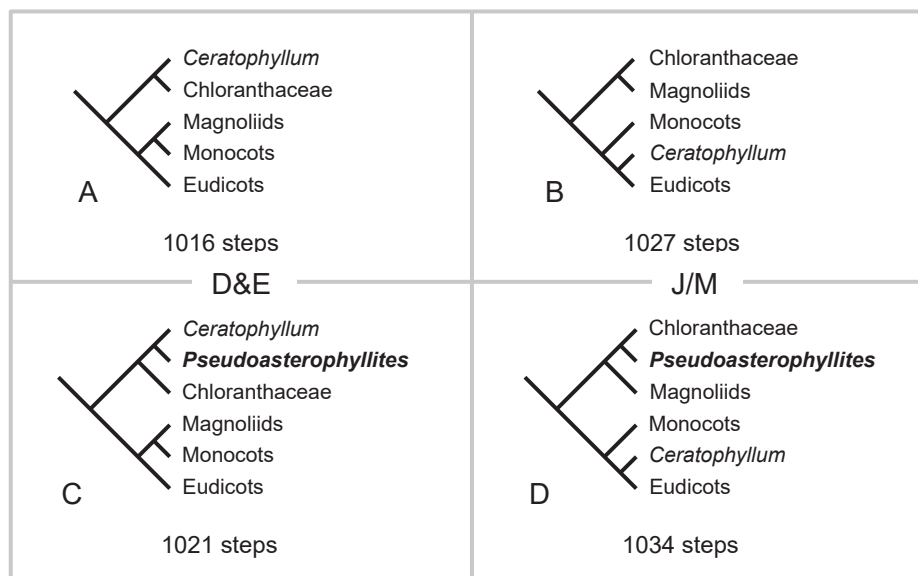 Ceratophyllum
Chloranthaceae
Magnoliids
Monocots
Eudicots
A
1016 steps
Chloranthaceae
Magnoliids
Monocots
Ceratophyllum
Eudicots
B
1027 steps
D&E
J/M
Ceratophyllum
Pseudoasterophyllites
Chloranthaceae
Magnoliids
Monocots
Eudicots
C
1021 steps
Chloranthaceae
Pseudoasterophyllites
Magnoliids
Monocots
Ceratophyllum
Eudicots
D
1034 steps